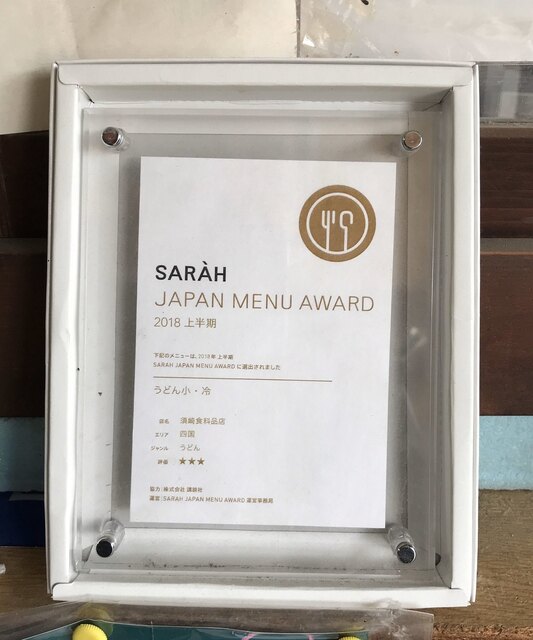 SARÀH
JAPAN MENU AWARD
2018 上半期
下記のメニューは、2018年 上半期
SARAH JAPAN MENU AWARD に選出されました
うどん小・冷
店名 須崎食料品店
エリア 四国
ジャンル うどん
評価 ★★★
協力：株式会社 講談社
運営：SARAH JAPAN MENU AWARD 運営事務局